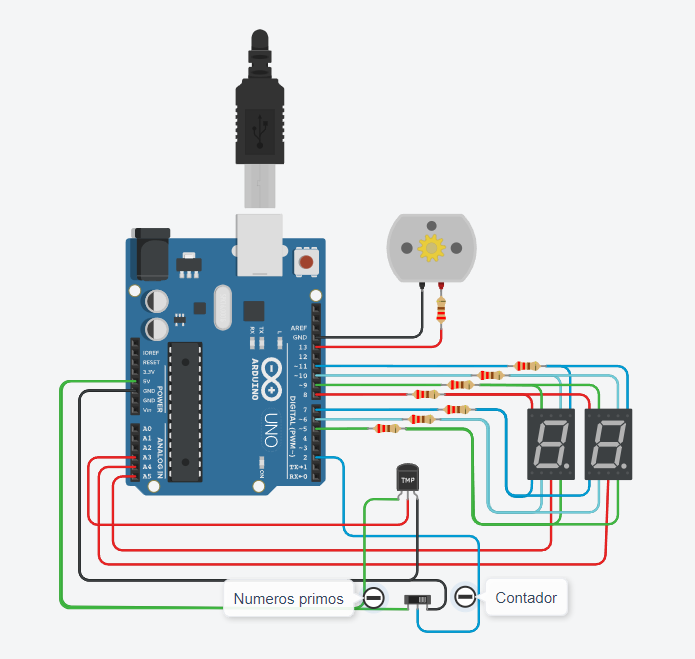 AREF
GND
13
12
~11
~10
~9
8
7
~6
~5
4
~3
2
TX→1
RX←0
DIGITAL (PWM~)
IOREF
RESET
3.3V
5V
GND
GND
Vin
POWER
A0
A1
A2
A3
A4
A5
ANALOG IN
RX
TX
L
ARDUINO
UNO
ON
TMP
Numeros primos
Contador